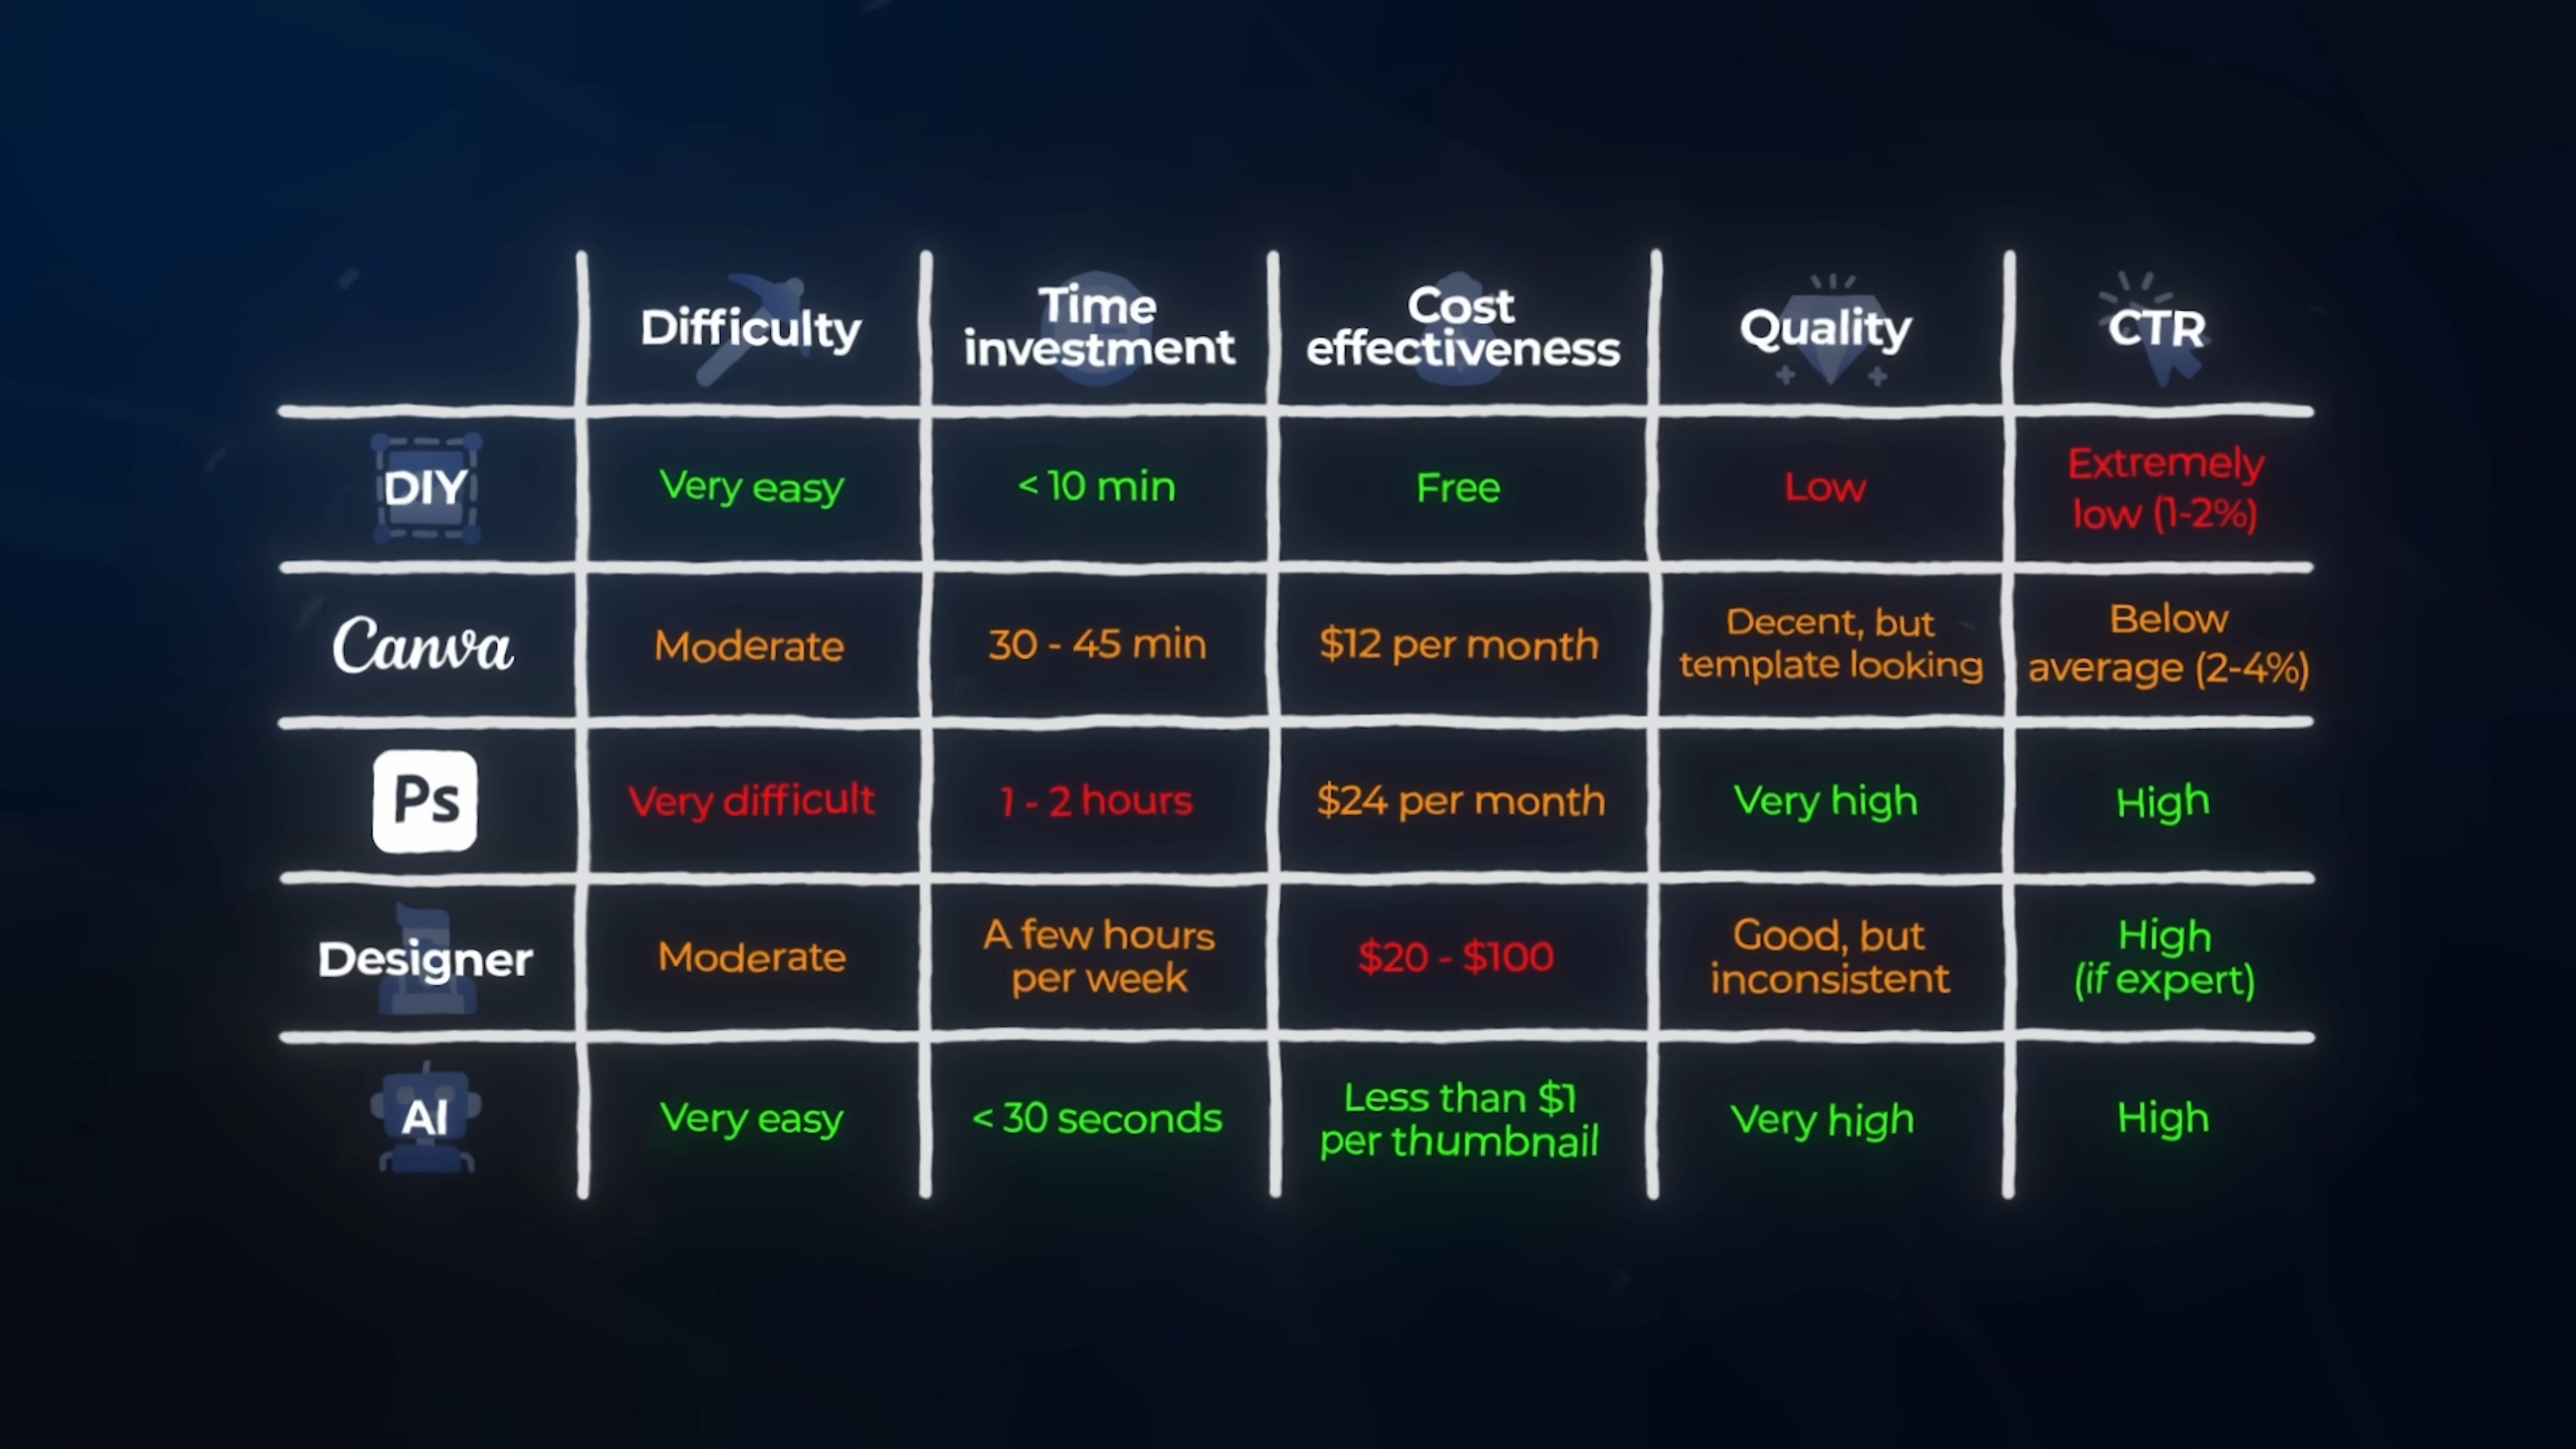 Difficulty
Time
investment
Cost
effectiveness
Quality
CTR
DIY
Very easy
< 10 min
Free
Low
Extremely
low (1-2%)
Canva
Moderate
30 - 45 min
$12 per month
Decent, but
template looking
Below
average (2-4%)
Ps
Very difficult
1 - 2 hours
$24 per month
Very high
High
Designer
Moderate
A few hours
per week
$20 - $100
Good, but
inconsistent
High
(if expert)
AI
Very easy
< 30 seconds
Less than $1
per thumbnail
Very high
High